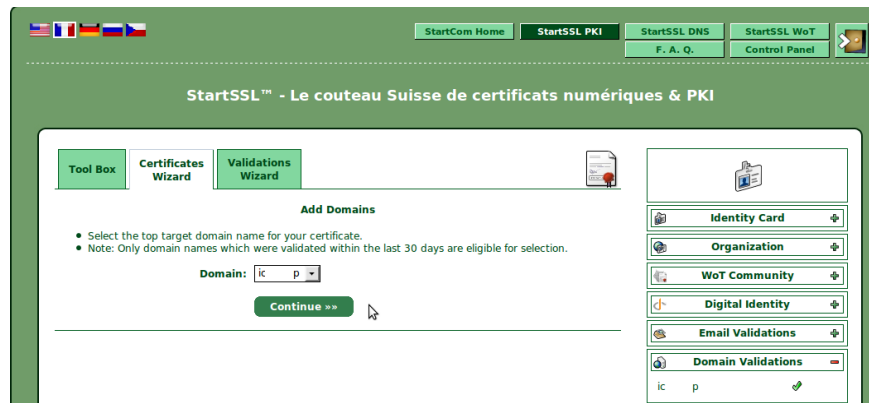 StartCom Home StartSSL PKI StartSSL DNS StartSSL WoT
F. A. Q. Control Panel
StartSSL™ - Le couteau Suisse de certificats numériques & PKI
Tool Box Certificates Wizard Validations Wizard
Add Domains
Select the top target domain name for your certificate.
Note: Only domain names which were validated within the last 30 days are eligible for selection.
Domain: ic p
Continue »»
Identity Card
Organization
WoT Community
Digital Identity
Email Validations
Domain Validations
ic p